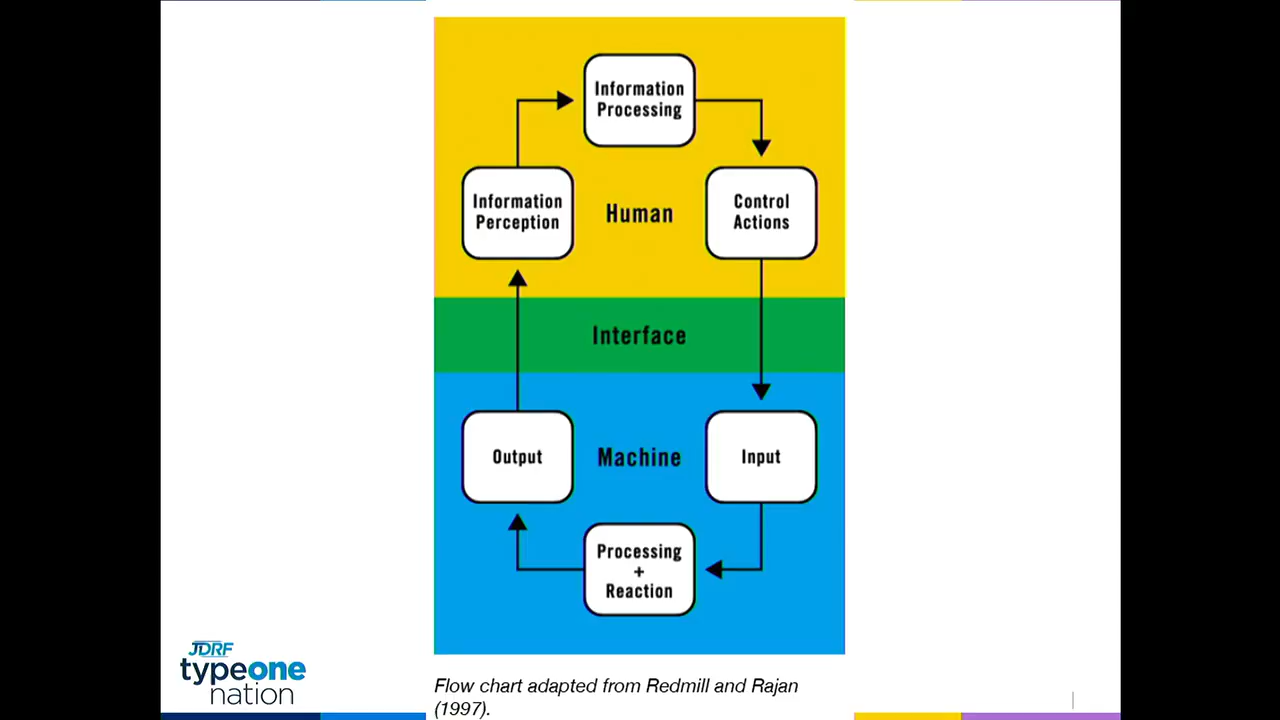 Information
Processing
Information
Perception
Human
Control
Actions
Interface
Output
Machine
Input
Processing
+
Reaction
JDRF
typeone
nation
Flow chart adapted from Redmill and Rajan
(1997).